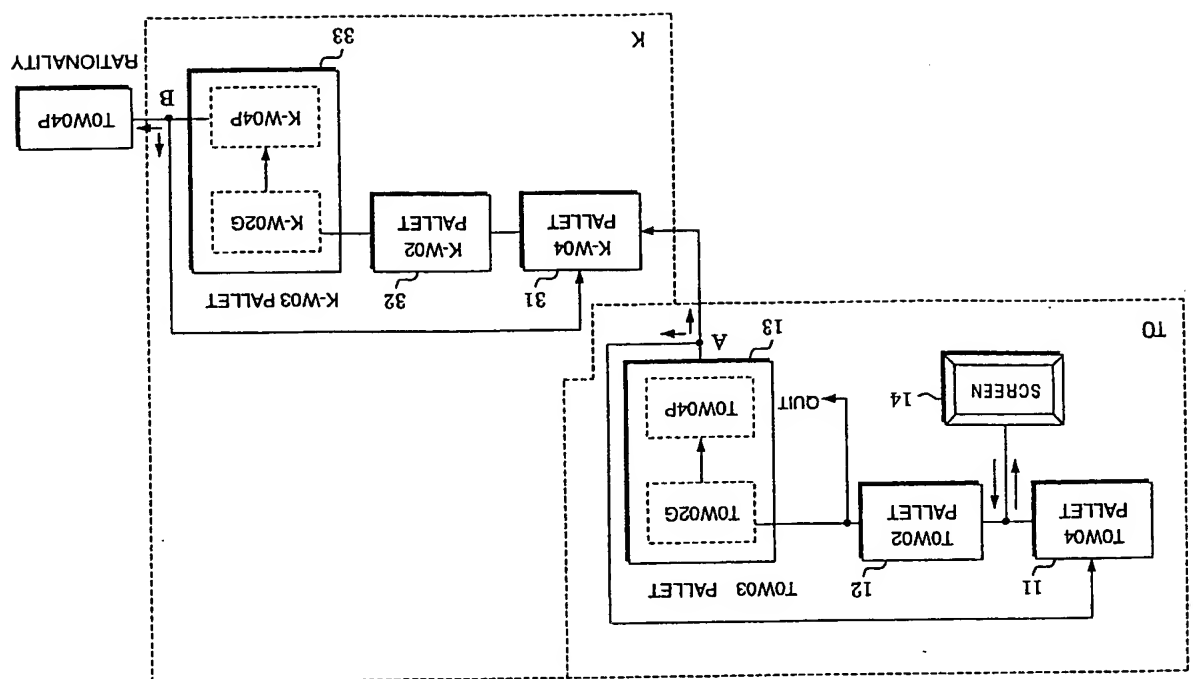 11
T0W04
PALLET
12
T0W02
PALLET
T0W03 PALLET
T0W02G
T0W04P
13
QUIT
14
SCREEN
A
T0
31
K-W04
PALLET
32
K-W02
PALLET
K-W03 PALLET
K-W02G
K-W04P
33
K
B
T0W04P
RATIONALITY